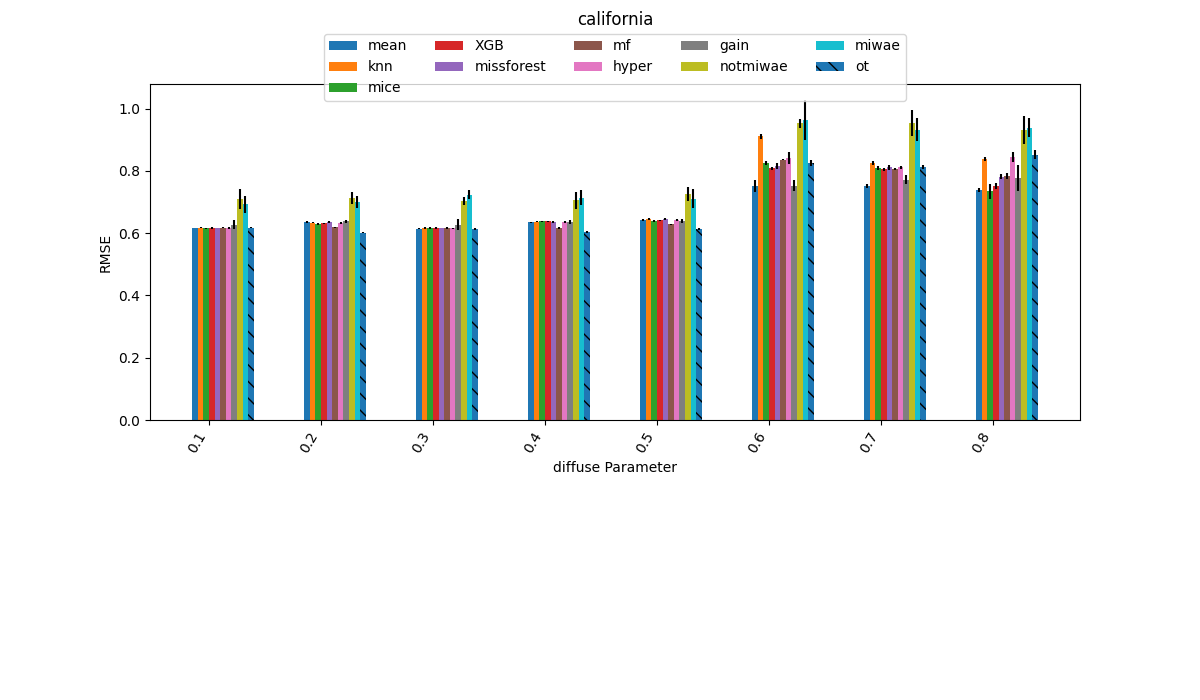 california
mean XGB mf gain miwae
knn missforest hyper notmiwae ot
mice
1.0
0.8
0.6
0.4
0.2
0.0
RMSE
0.1 0.2 0.3 0.4 0.5 0.6 0.7 0.8
diffuse Parameter